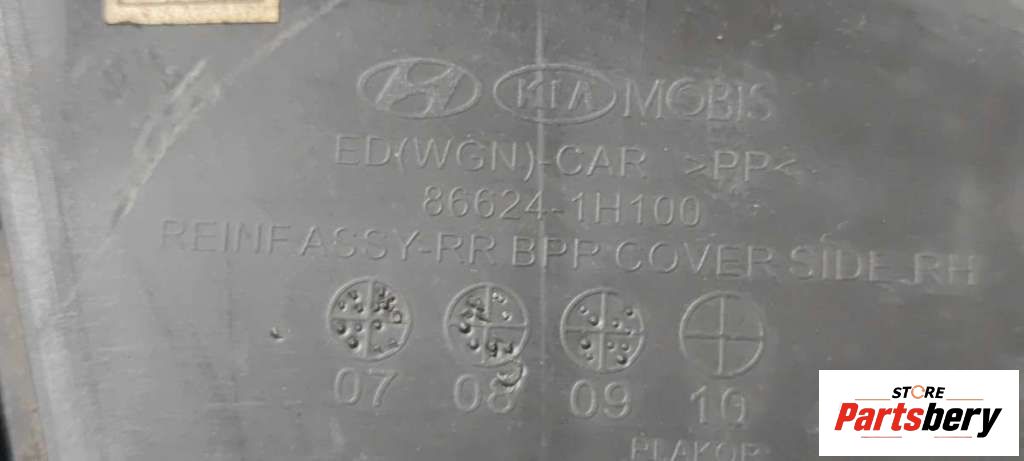 KIA MOBIS
ED(WGN)-CAR >PP<
86624-1H100
REINF ASSY-RR BPR COVER SIDE, RH
07 08 09 10
PLAKOR
STORE
Partsbery